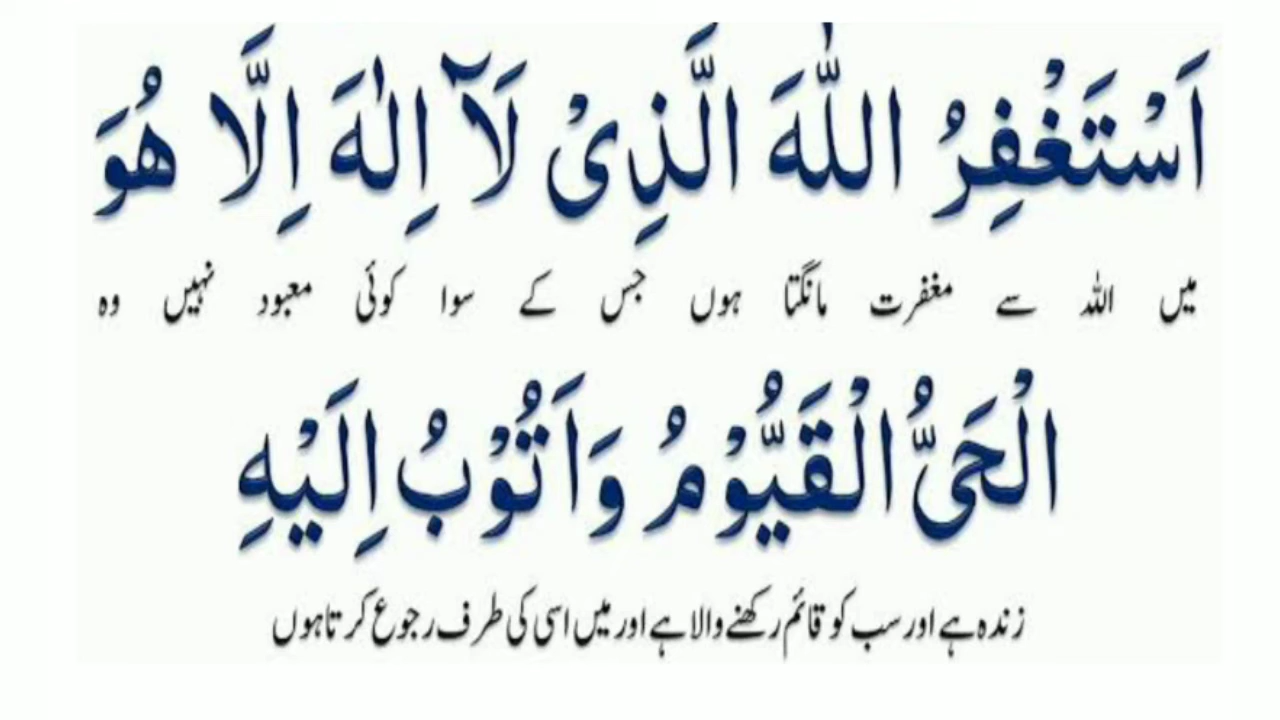 اَسْتَغْفِرُ اللّٰهَ الَّذِیْ لَآ اِلٰهَ اِلَّا هُوَ
میں اللہ سے مغفرت مانگتا ہوں جس کے سوا کوئی معبود نہیں وہ
الْحَیُّ الْقَیُّوْمُ وَاَتُوْبُ اِلَیْهِ
زندہ ہے اور سب کو قائم رکھنے والا ہے اور میں اسی کی طرف رجوع کرتا ہوں